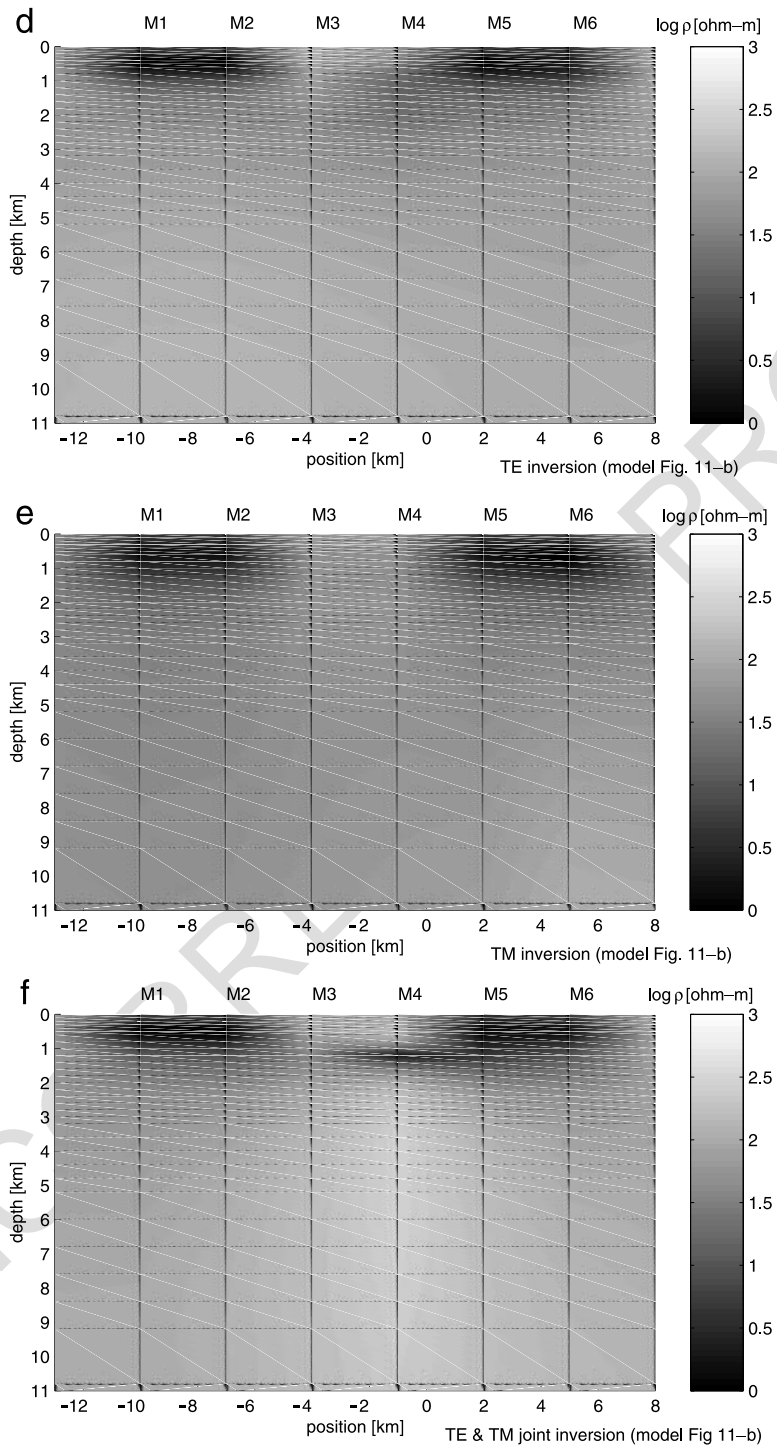 d
M1 M2 M3 M4 M5 M6
log ρ [ohm–m]
0
1
2
3
4
5
6
7
8
9
10
11
depth [km]
3
2.5
2
1.5
1
0.5
0
-12 -10 -8 -6 -4 -2 0 2 4 6 8
position [km]
TE inversion (model Fig. 11–b)
e
M1 M2 M3 M4 M5 M6
log ρ [ohm–m]
0
1
2
3
4
5
6
7
8
9
10
11
depth [km]
3
2.5
2
1.5
1
0.5
0
-12 -10 -8 -6 -4 -2 0 2 4 6 8
position [km]
TM inversion (model Fig. 11–b)
f
M1 M2 M3 M4 M5 M6
log ρ [ohm–m]
0
1
2
3
4
5
6
7
8
9
10
11
depth [km]
3
2.5
2
1.5
1
0.5
0
-12 -10 -8 -6 -4 -2 0 2 4 6 8
position [km]
TE & TM joint inversion (model Fig 11–b)